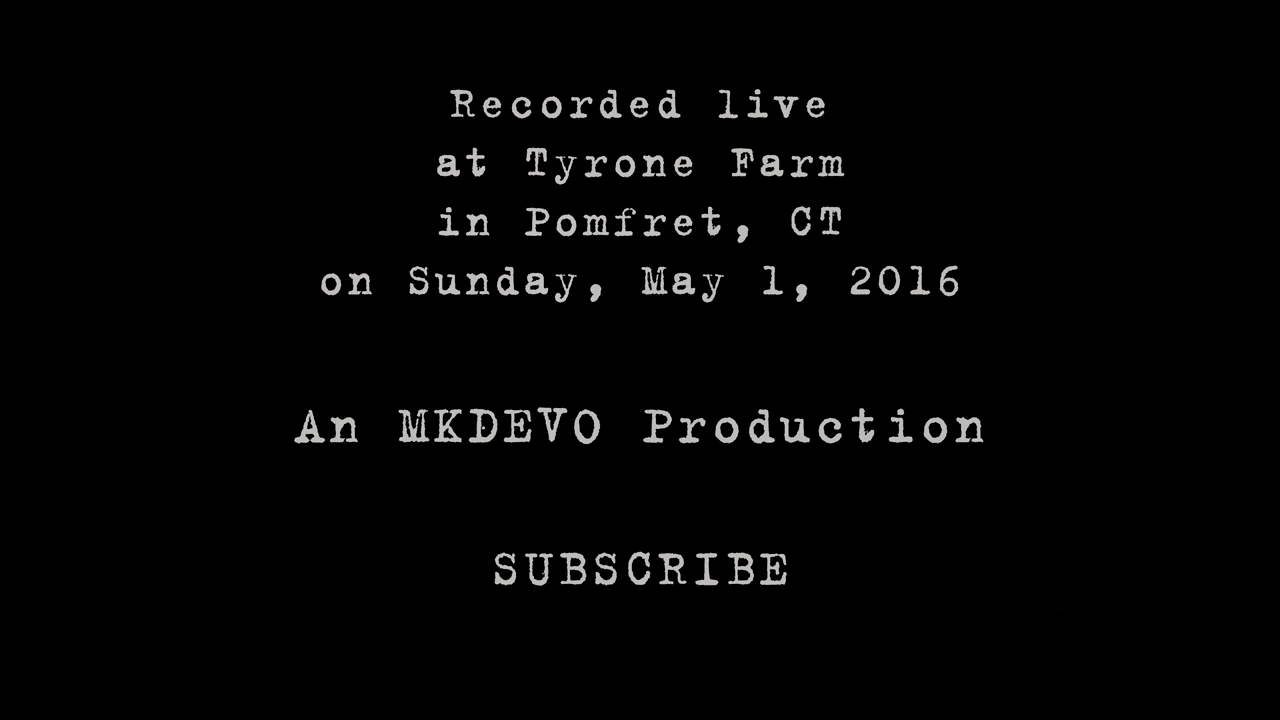 Recorded live
at Tyrone Farm
in Pomfret, CT
on Sunday, May 1, 2016
An MKDEVO Production
SUBSCRIBE